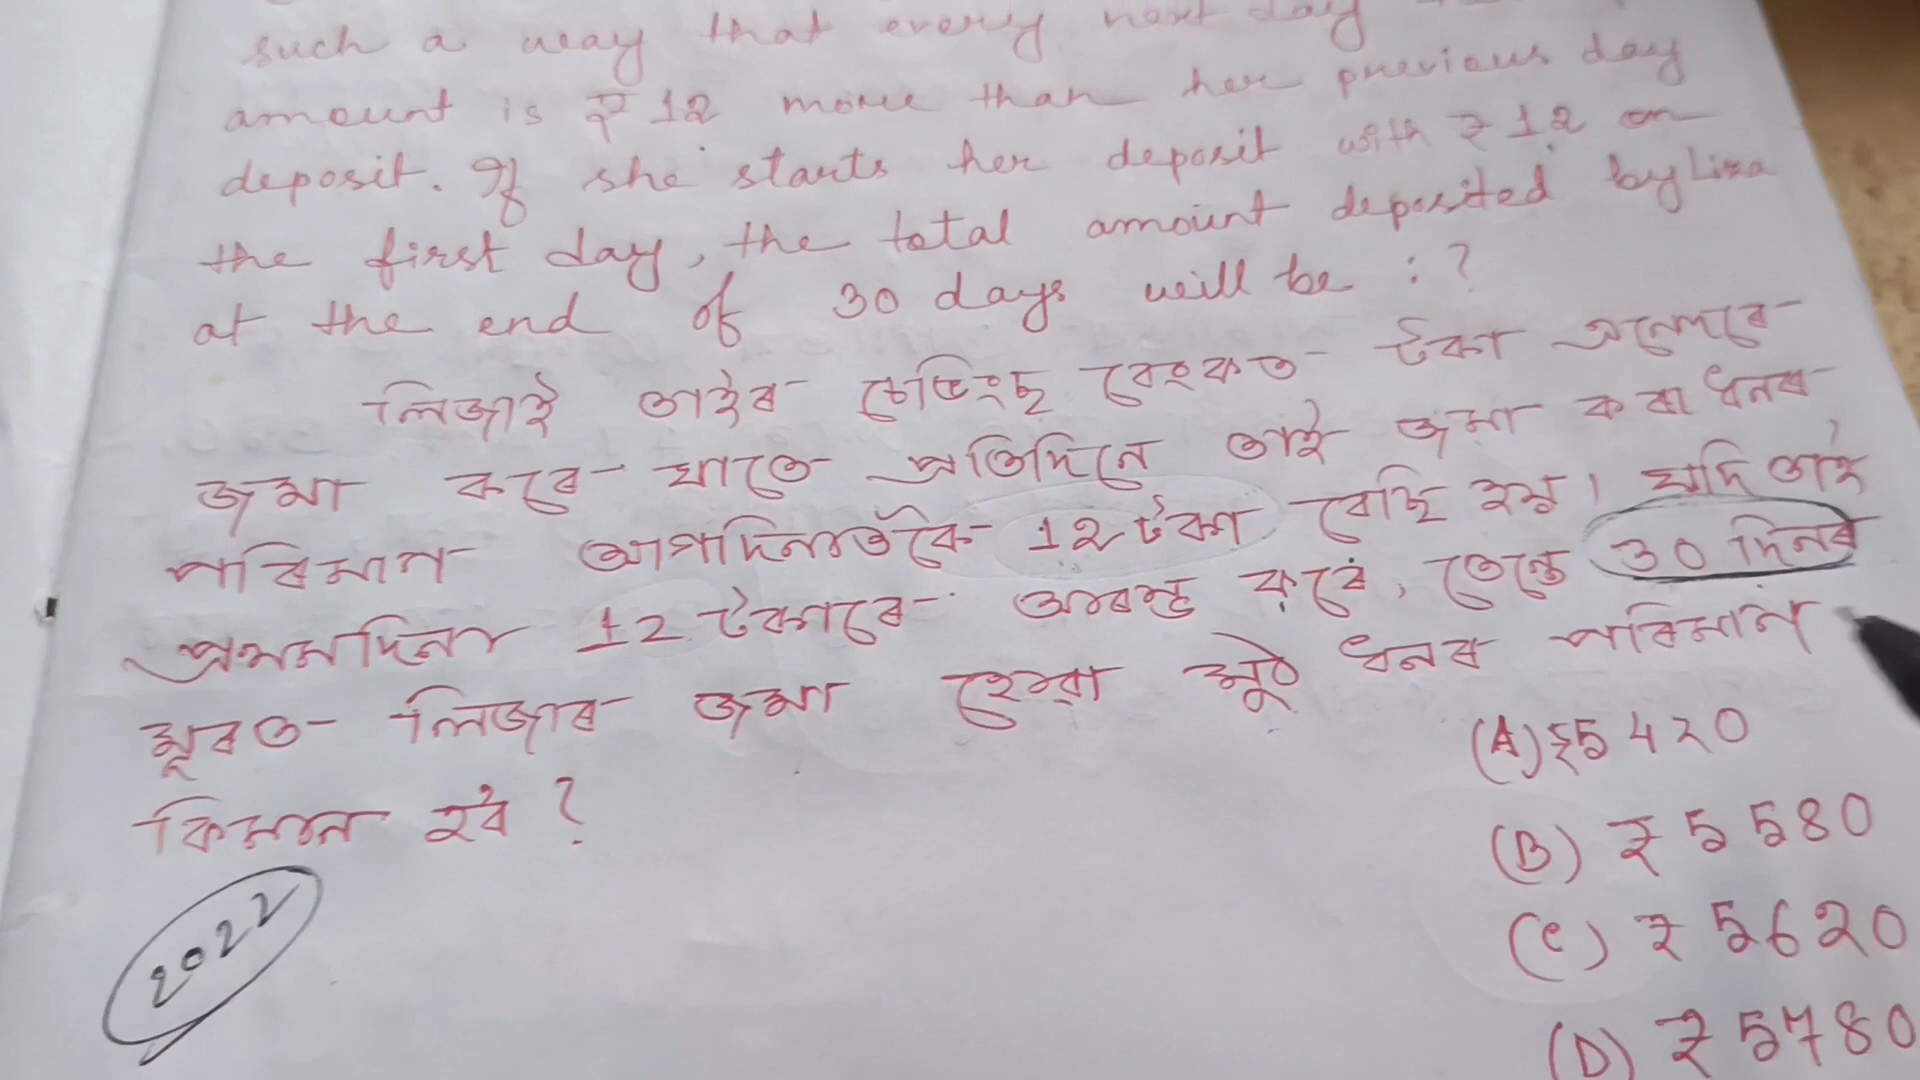 such a way that every next day
amount is ₹ 12 more than her previous day
deposit. If she starts her deposit with ₹ 12 on
the first day, the total amount deposited by Liza
at the end of 30 days will be : ?
লিজাই তাইৰ বেংকত টকা এনেদৰে
জমা কৰে যাতে প্ৰতিদিনে তাই জমা কৰা ধনৰ
পৰিমাণ আগদিনাতকৈ 12 টকা বেছি হয়। যদি তাই
প্ৰথমদিনা 12 টকাৰে আৰম্ভ কৰে, তেন্তে 30 দিনৰ
মূৰত লিজাৰ জমা হোৱা মুঠ ধনৰ পৰিমাণ
কিমান হ'ব ?
(A) ₹ 5420
(B) ₹ 5580
(C) ₹ 5620
(D) ₹ 5780
2022